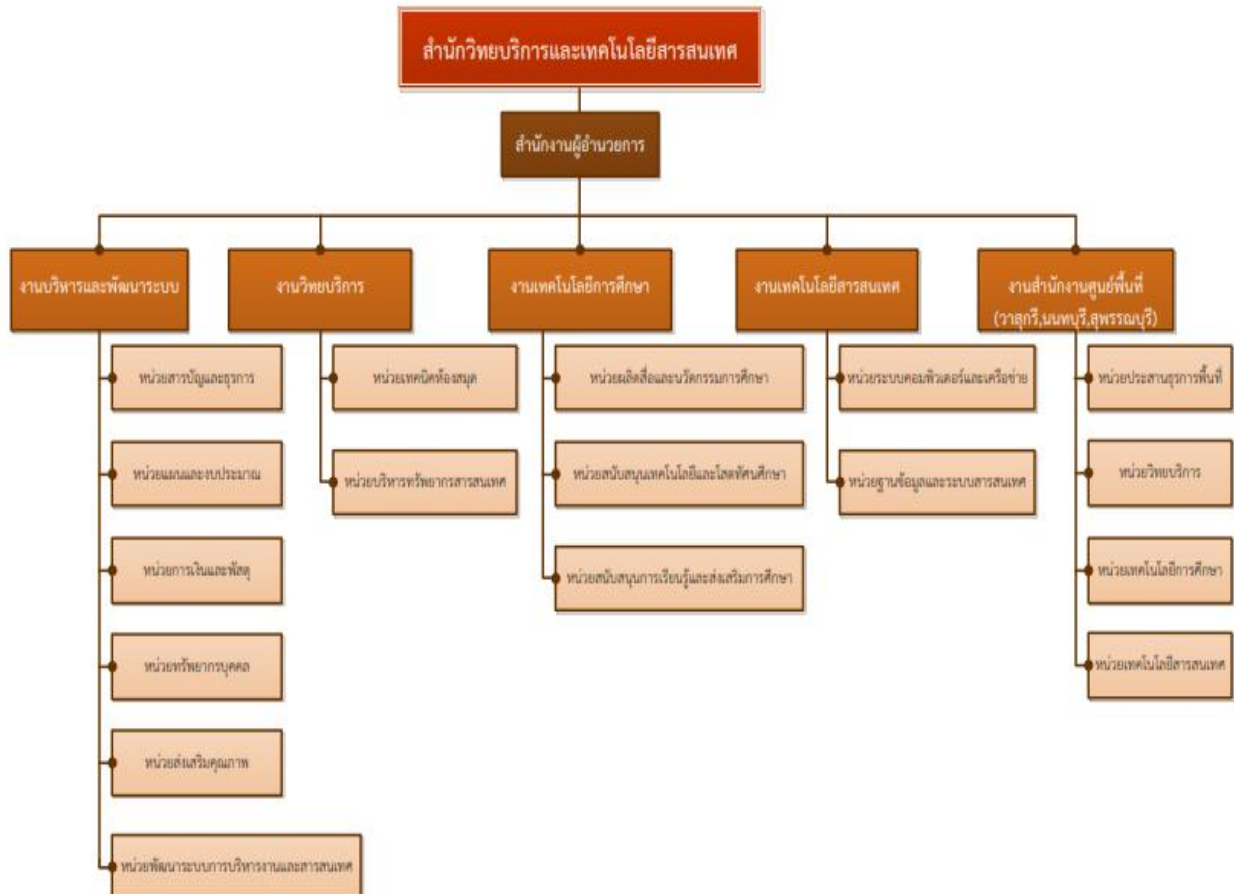 สำนักวิทยบริการและเทคโนโลยีสารสนเทศ
สำนักงานผู้อำนวยการ
งานบริหารและพัฒนาระบบ
หน่วยสารบัญและธุรการ
หน่วยแผนและงบประมาณ
หน่วยการเงินและพัสดุ
หน่วยทรัพยากรบุคคล
หน่วยส่งเสริมคุณภาพ
หน่วยพัฒนาระบบการบริหารงานและสารสนเทศ
งานวิทยบริการ
หน่วยเทคนิคห้องสมุด
หน่วยบริหารทรัพยากรสารสนเทศ
งานเทคโนโลยีการศึกษา
หน่วยผลิตสื่อและนวัตกรรมการศึกษา
หน่วยสนับสนุนเทคโนโลยีและโสตทัศนศึกษา
หน่วยสนับสนุนการเรียนรู้และส่งเสริมการศึกษา
งานเทคโนโลยีสารสนเทศ
หน่วยระบบคอมพิวเตอร์และเครือข่าย
หน่วยฐานข้อมูลและระบบสารสนเทศ
งานสำนักงานศูนย์พื้นที่
(วาสุกรี,นนทบุรี,สุพรรณบุรี)
หน่วยประสานธุรการพื้นที่
หน่วยวิทยบริการ
หน่วยเทคโนโลยีการศึกษา
หน่วยเทคโนโลยีสารสนเทศ